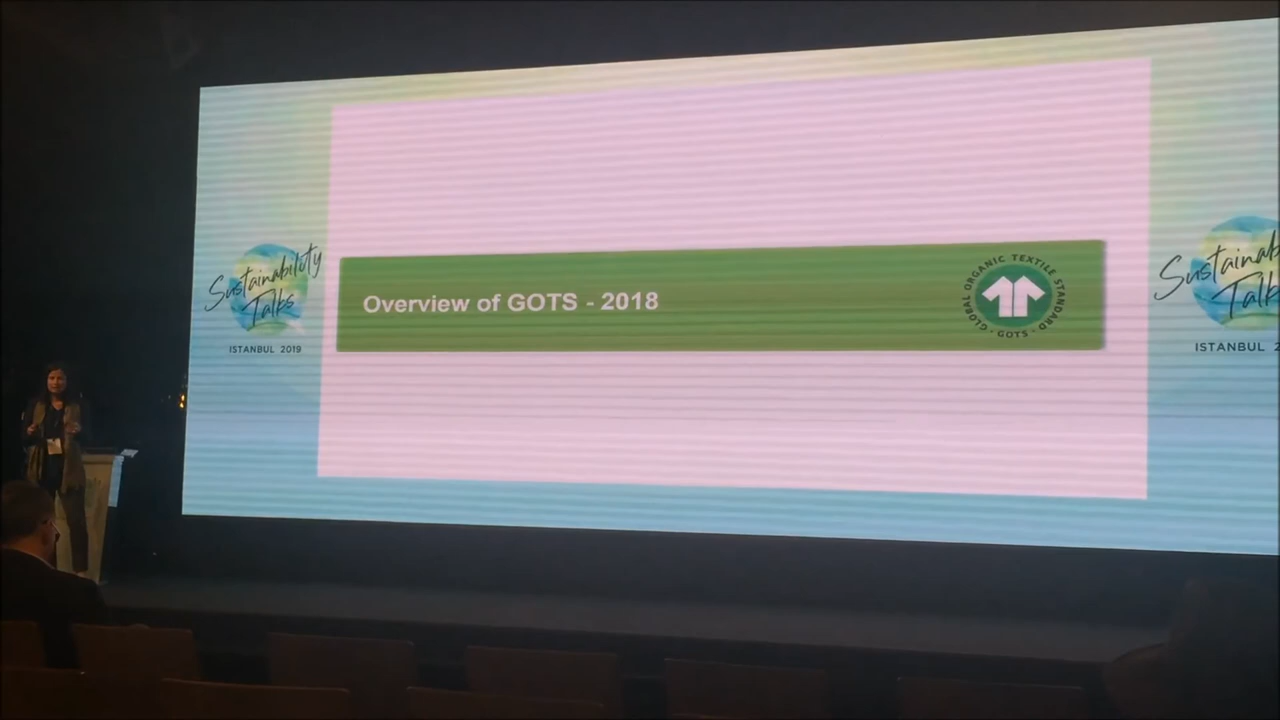 Sustainability
Talks
ISTANBUL 2019
Overview of GOTS - 2018
GLOBAL ORGANIC TEXTILE STANDARD
· GOTS ·
Sustainab
Talk
ISTANBUL 2